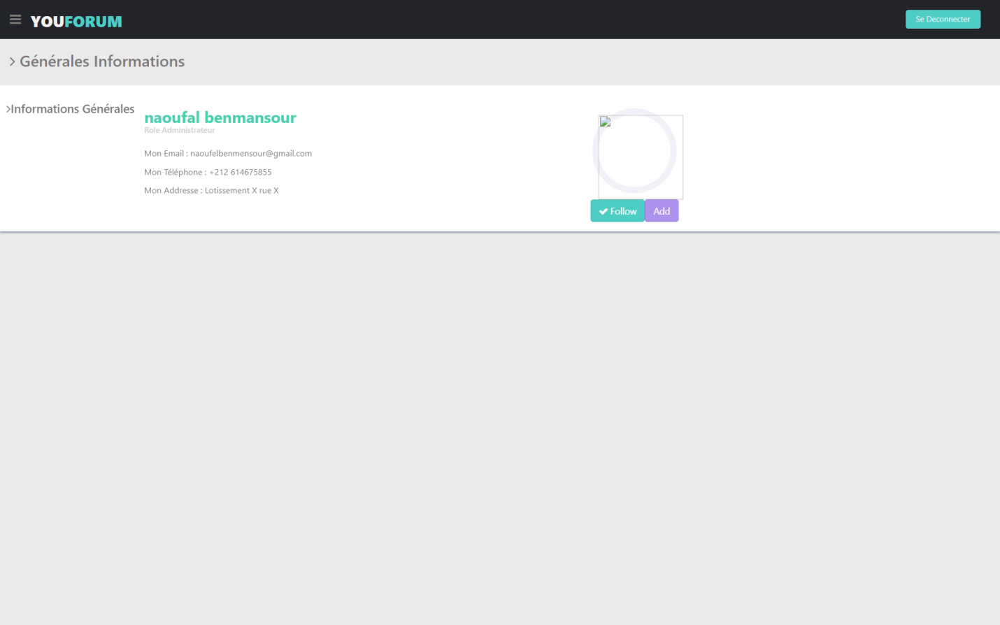 YOUFORUM
Se Deconnecter
Générales Informations
Informations Générales
naoufal benmansour
Role Administrateur
Mon Email : naoufelbenmensour@gmail.com
Mon Téléphone : +212 614675855
Mon Addresse : Lotissement X rue X
Follow
Add